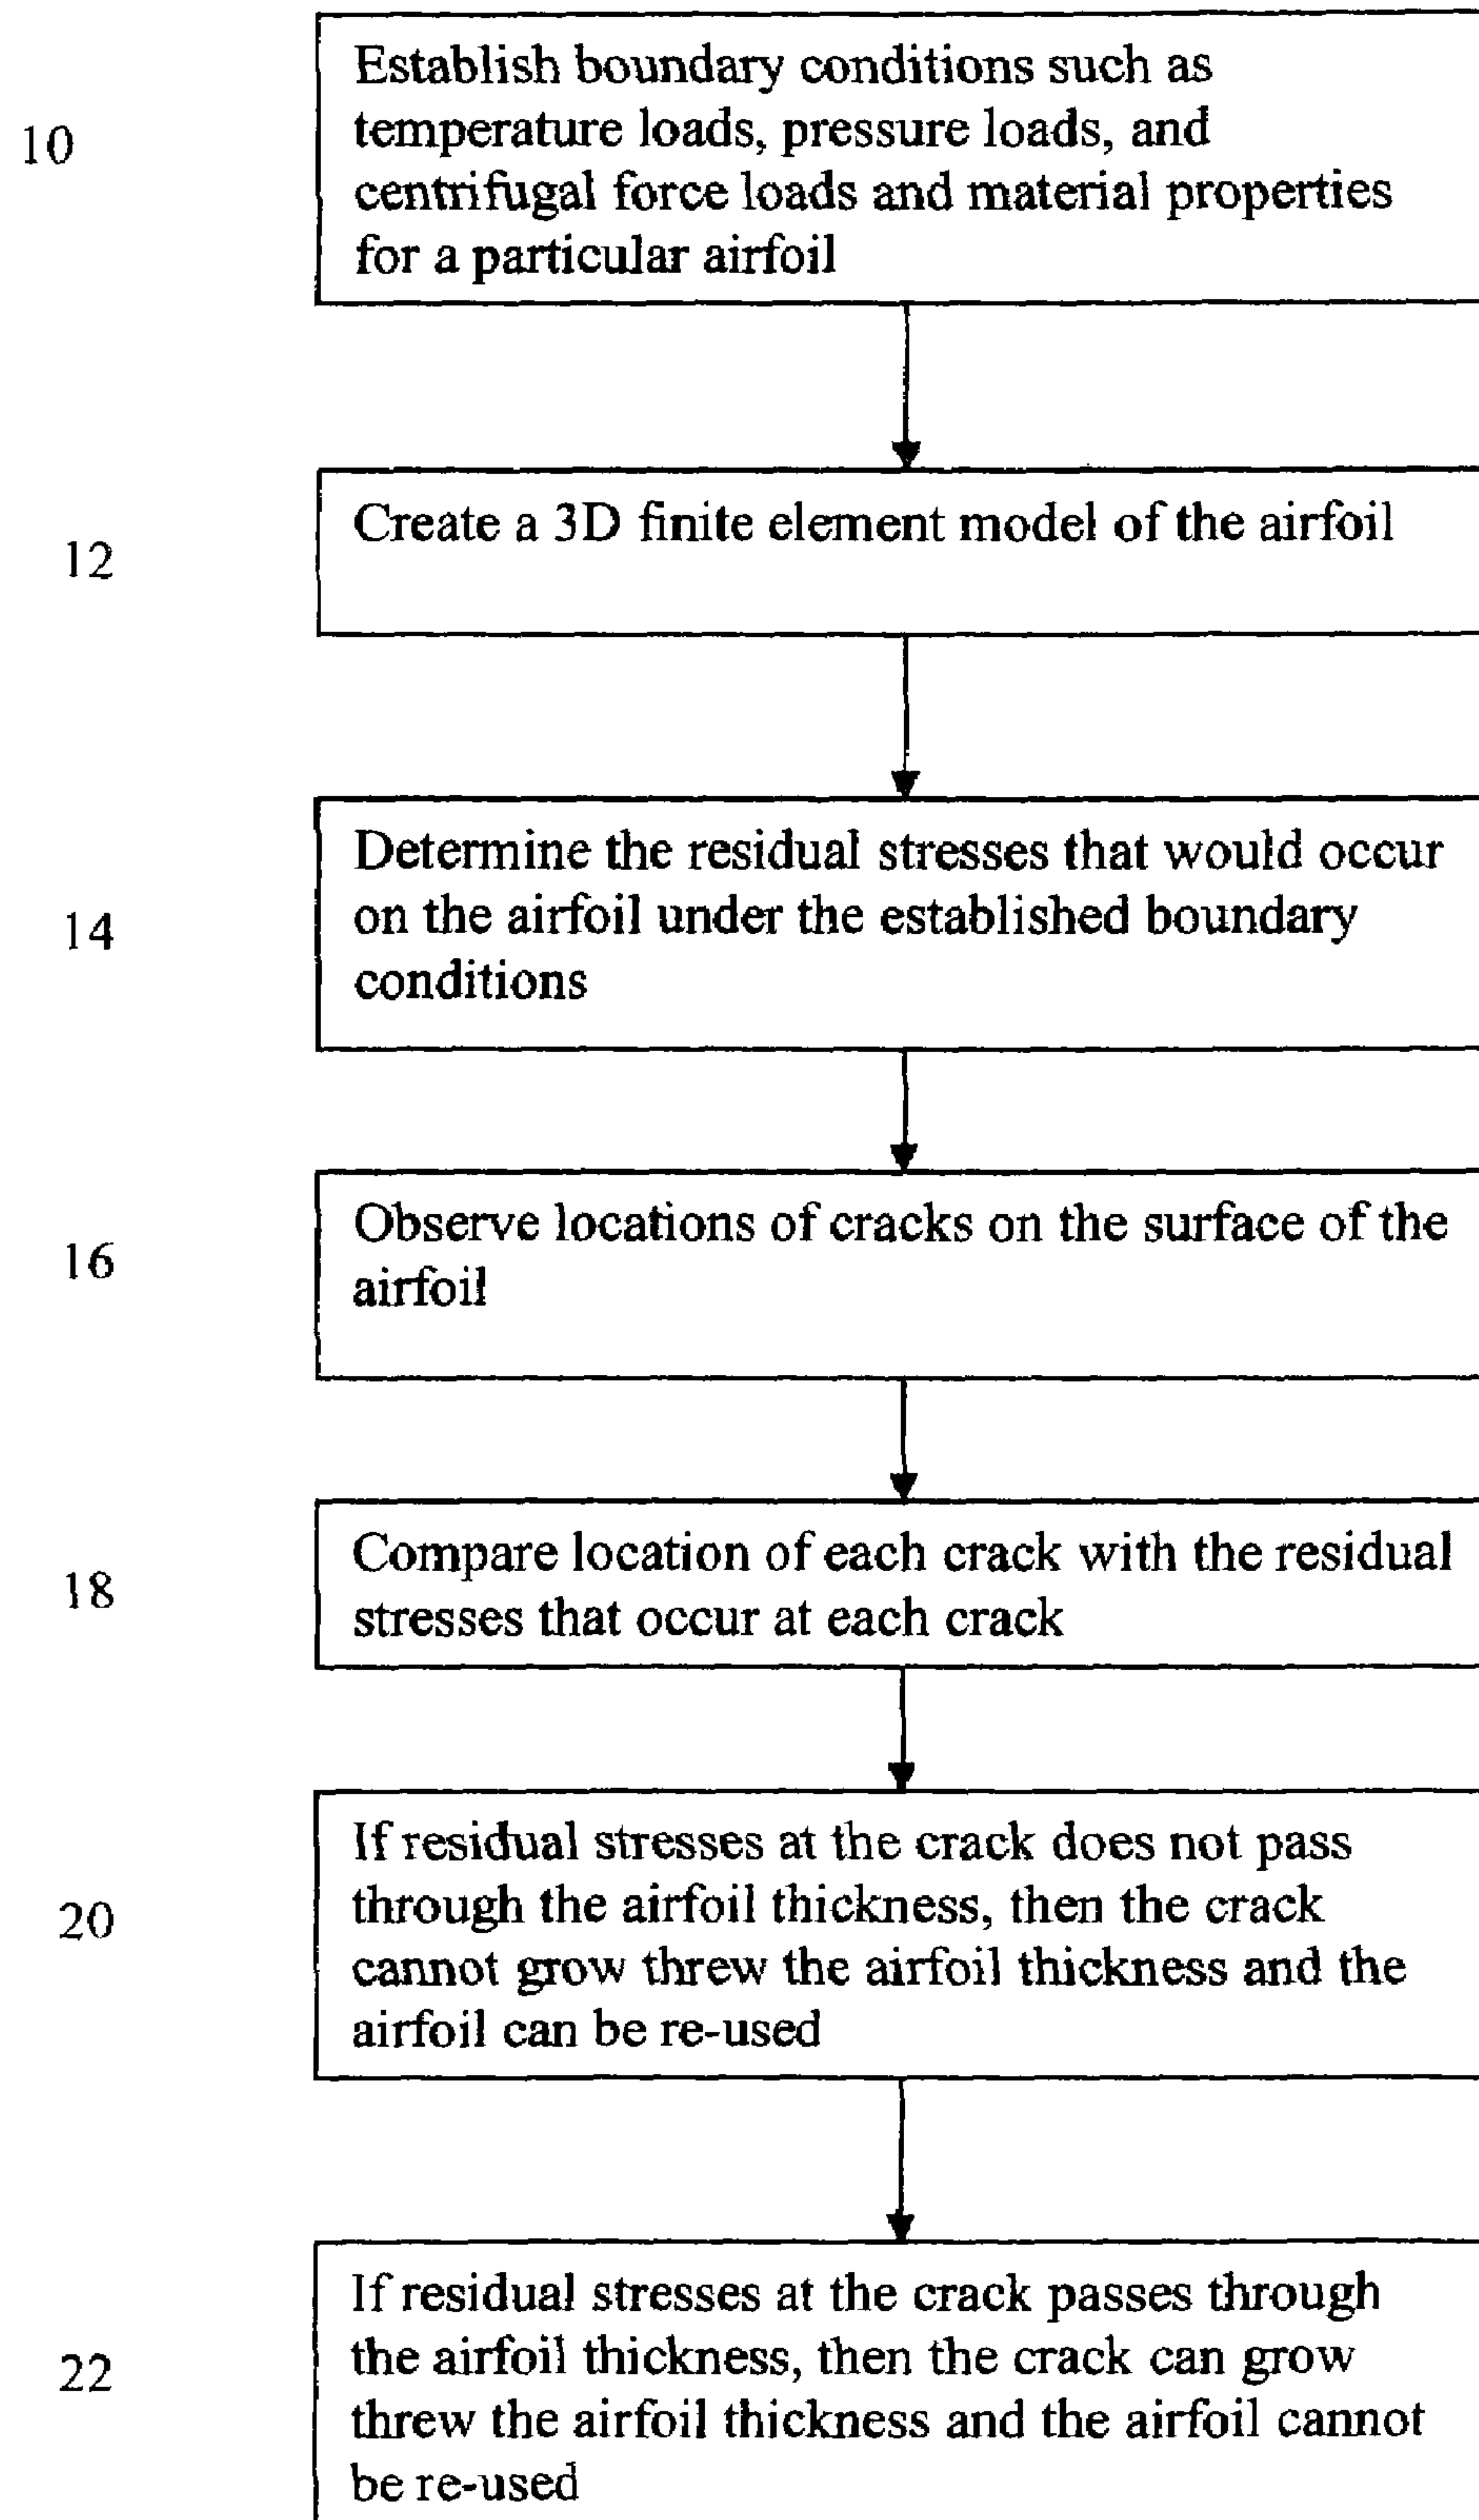 Establish boundary conditions such as
10
temperature loads, pressure loads, and
centrifugal force loads and material properties
for a particular airfoil
Create a 3D finite element model of the airfoil
12
Determine the residual stresses that would occur
14
on the airfoil under the established boundary
conditions
Observe locations of cracks on the surface of the
16
airfoil
Compare location of each crack with the residual
18
stresses that occur at each crack
If residual stresses at the crack does not pass
20
through the airfoil thickness, then the crack
cannot grow threw the airfoil thickness and the
airfoil can be re-used
If residual stresses at the crack passes through
22
the airfoil thickness, then the crack can grow
threw the airfoil thickness and the airfoil cannot
be re-used